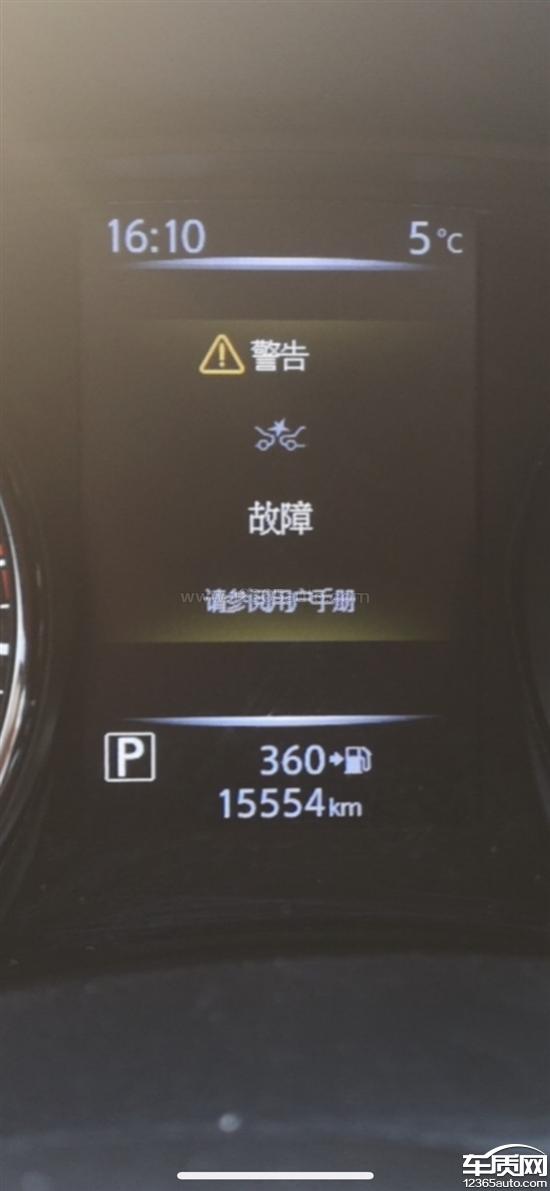 16:10 5°C
警告
故障
请参阅用户手册
P 360
15554km
车质网
12365auto.com